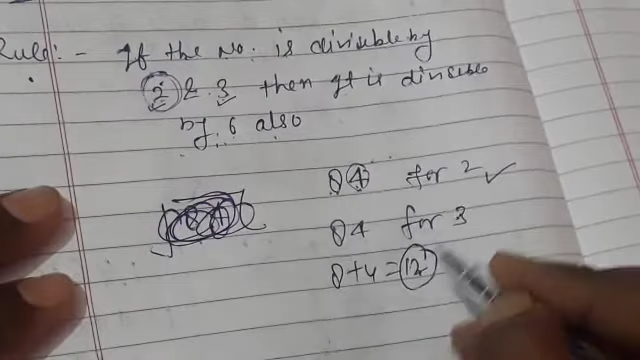 Rule:- If the No. is divisible by
2 & 3 then It is divisible
by 6 also
84 for 2 ✓
84 for 3
8+4=12